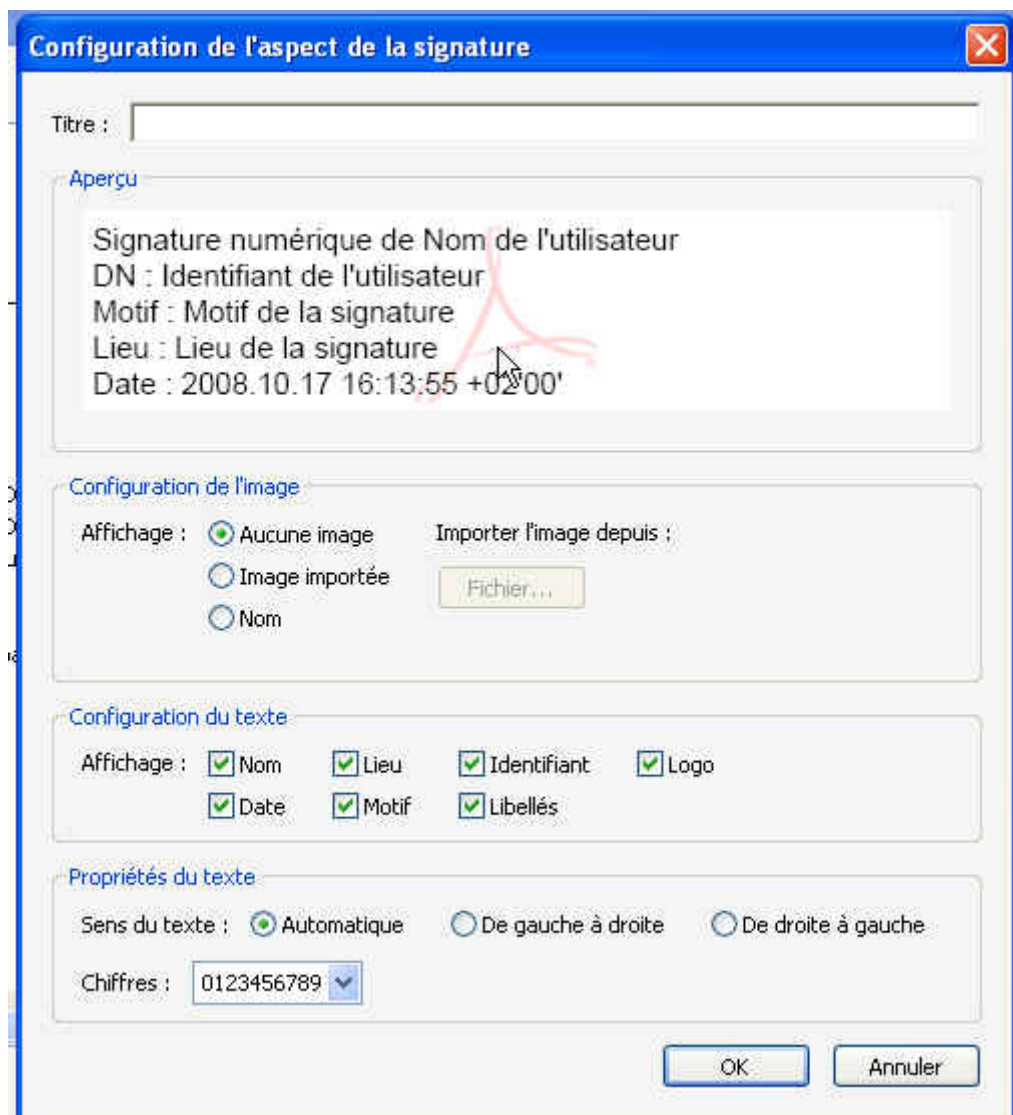 Configuration de l'aspect de la signature
Titre :
Aperçu
Signature numérique de Nom de l'utilisateur
DN : Identifiant de l'utilisateur
Motif : Motif de la signature
Lieu : Lieu de la signature
Date : 2008.10.17 16:13:55 +02'00'
Configuration de l'image
Affichage : Aucune image Importer l'image depuis :
Image importée Fichier...
Nom
Configuration du texte
Affichage : Nom Lieu Identifiant Logo
Date Motif Libellés
Propriétés du texte
Sens du texte : Automatique De gauche à droite De droite à gauche
Chiffres : 0123456789
OK Annuler